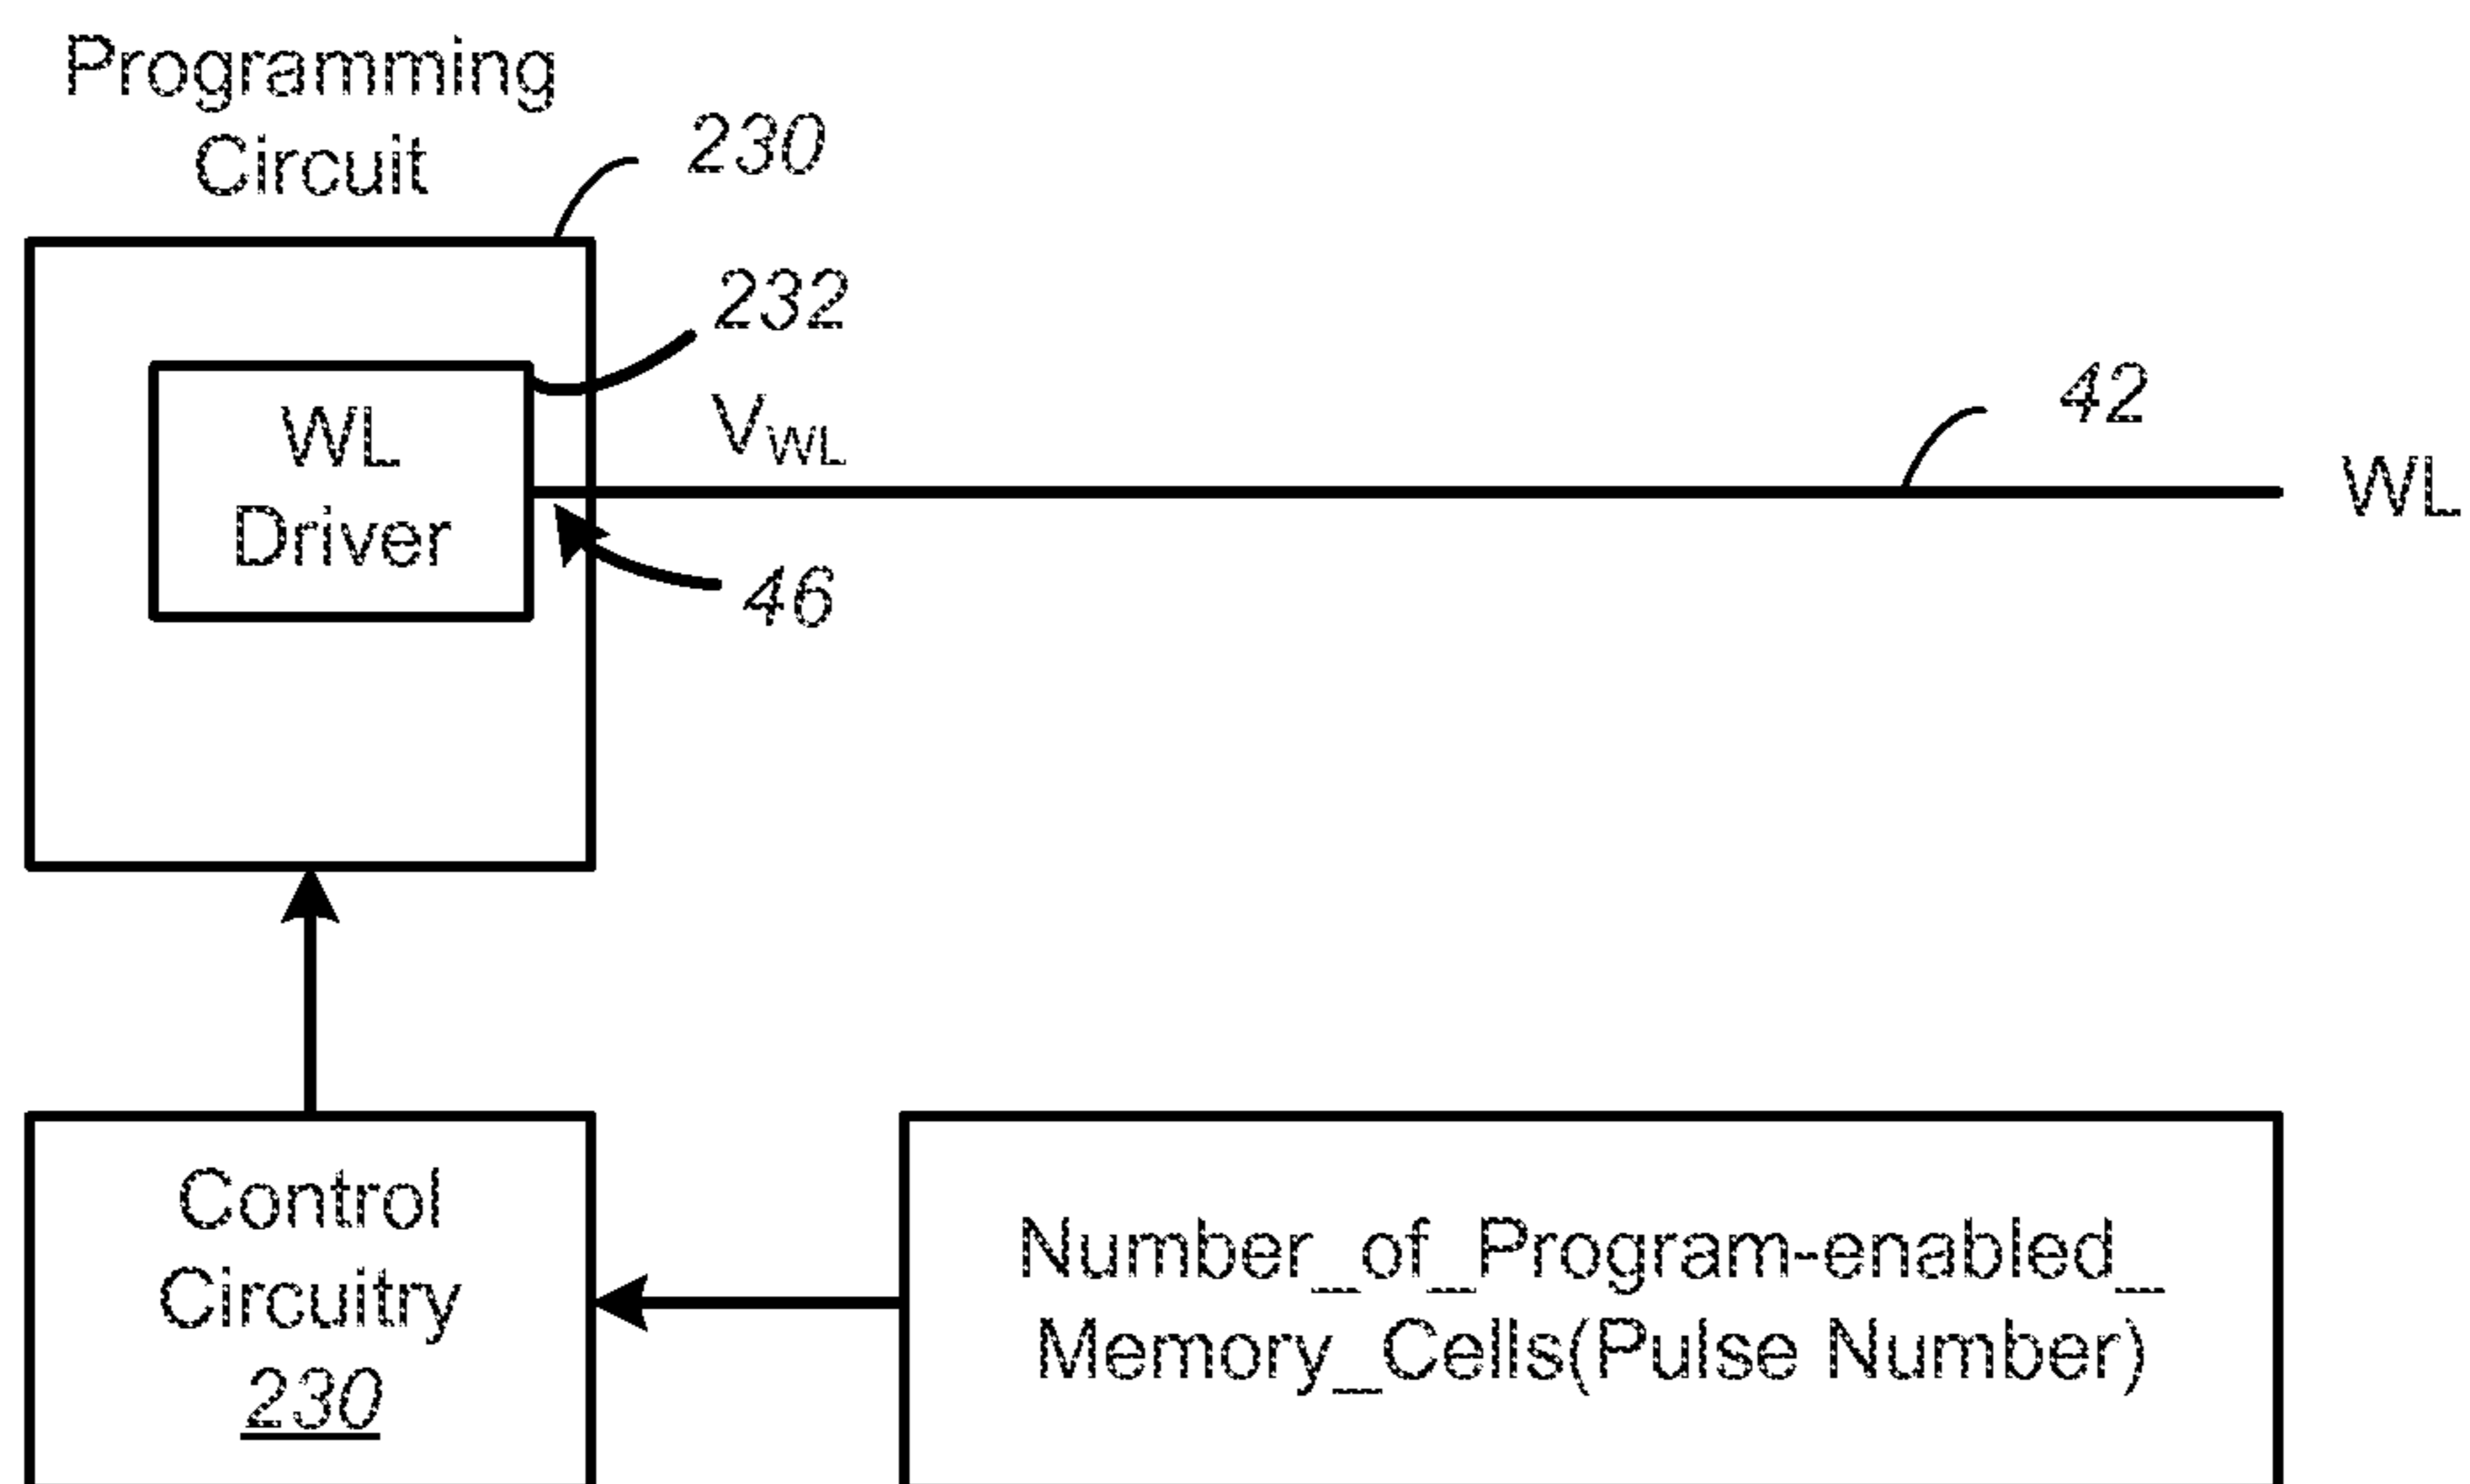 Programming
Circuit
230
232
WL
Driver
VWL
42
WL
46
Control
Circuitry
230
Number_of_Program-enabled_
Memory_Cells(Pulse Number)